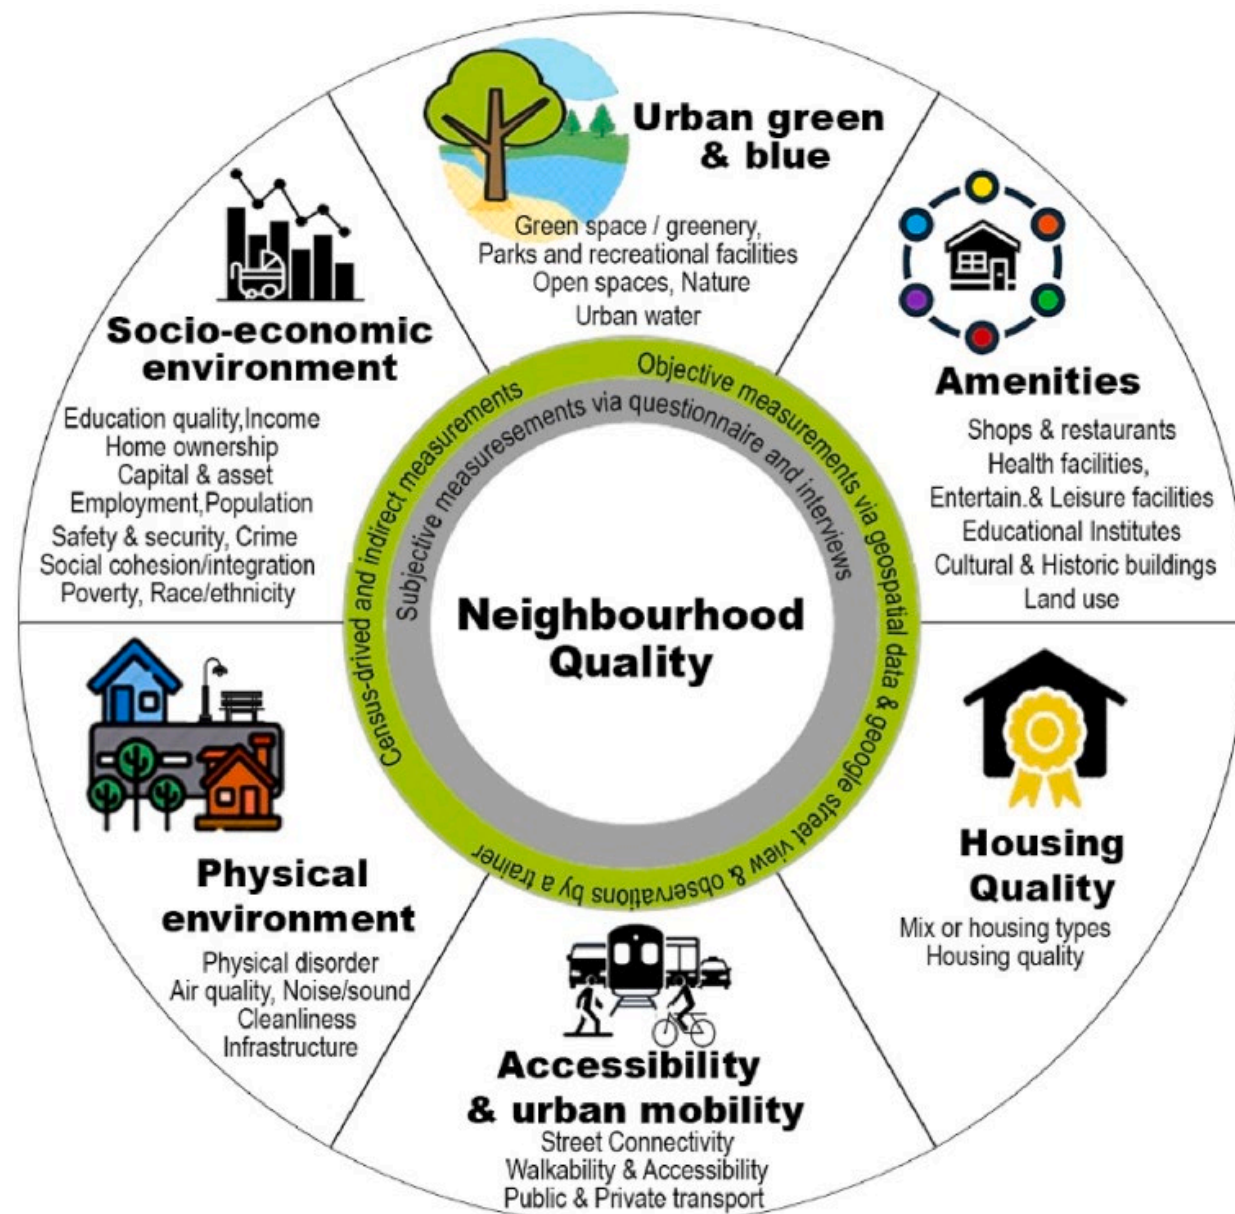 Urban green
& blue
Green space / greenery,
Parks and recreational facilities
Open spaces, Nature
Urban water
Amenities
Shops & restaurants
Health facilities,
Entertain.& Leisure facilities
Educational Institutes
Cultural & Historic buildings
Land use
Housing
Quality
Mix or housing types
Housing quality
Accessibility
& urban mobility
Street Connectivity
Walkability & Accessibility
Public & Private transport
Physical
environment
Physical disorder
Air quality, Noise/sound
Cleanliness
Infrastructure
Socio-economic
environment
Education quality,Income
Home ownership
Capital & asset
Employment,Population
Safety & security, Crime
Social cohesion/integration
Poverty, Race/ethnicity
Census-drived and indirect measurements
Objective measurements via geospatial data & geogle street view & observations by a trainer
Subjective measuresements via questionnaire and interviews
Neighbourhood
Quality